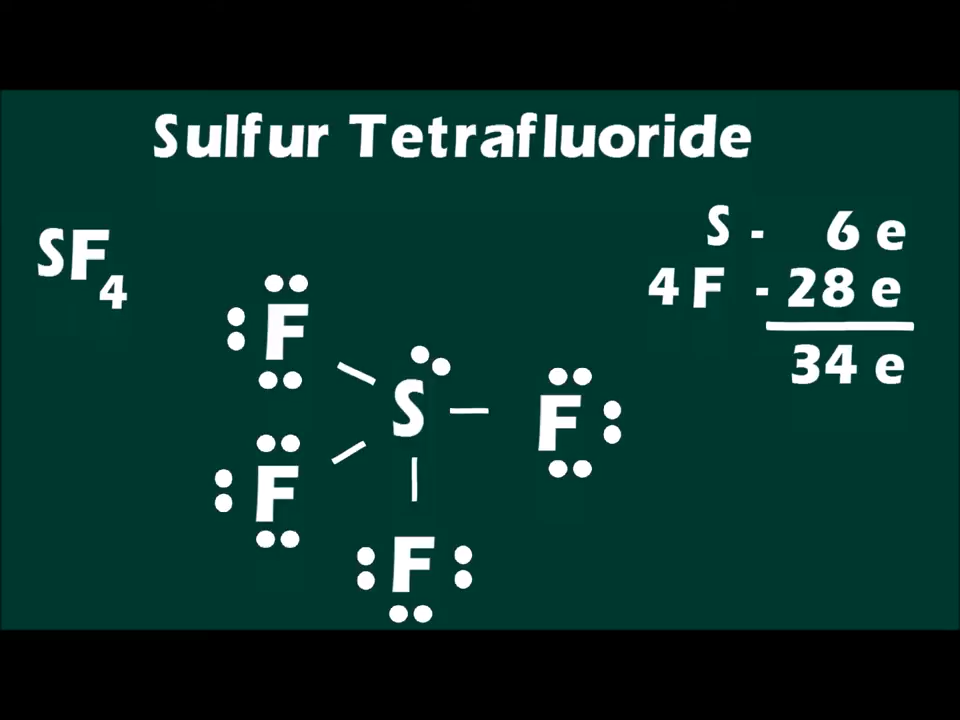 Sulfur Tetrafluoride
SF4
S - 6 e
4 F - 28 e
34 e
F
S
F
F
F